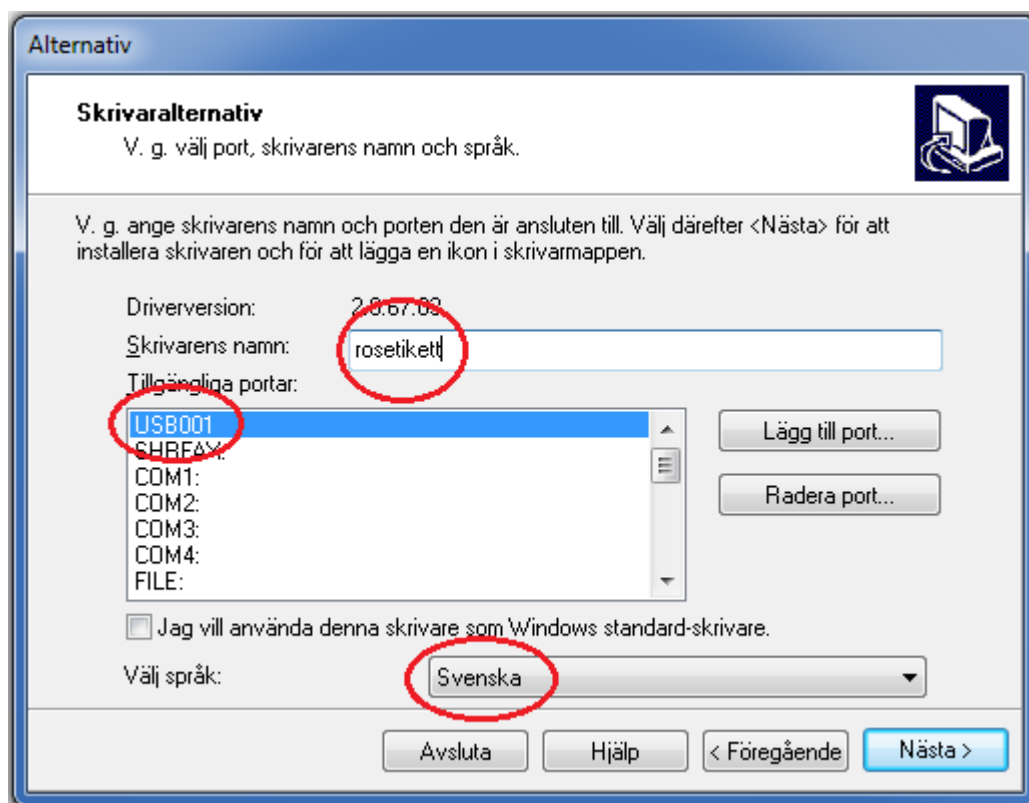 Alternativ
Skrivaralternativ
V. g. välj port, skrivarens namn och språk.
V. g. ange skrivarens namn och porten den är ansluten till. Välj därefter <Nästa> för att
installera skrivaren och för att lägga en ikon i skrivarmappen.
Driverversion:
Skrivarens namn: rosetikett
Tillgängliga portar:
USB001
SHRFAX:
COM1:
COM2:
COM3:
COM4:
FILE:
Lägg till port...
Radera port...
Jag vill använda denna skrivare som Windows standard-skrivare.
Välj språk: Svenska
Avsluta Hjälp < Föregående Nästa >